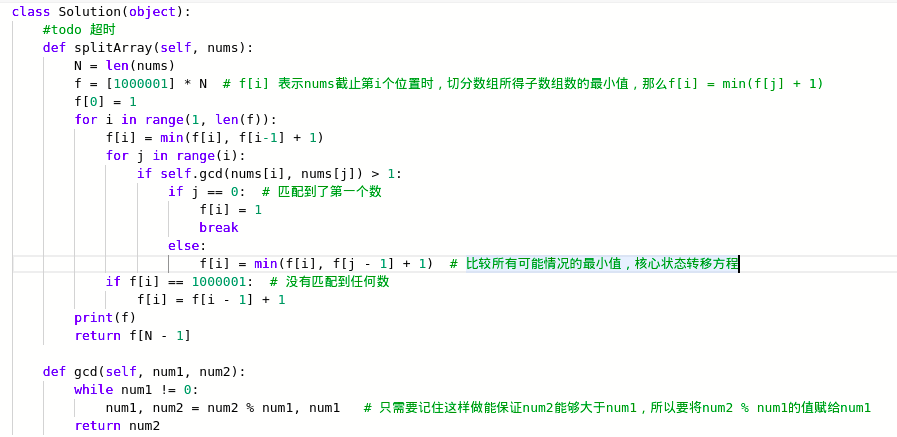 class Solution(object):
    #todo 超时
    def splitArray(self, nums):
        N = len(nums)
        f = [1000001] * N  # f[i] 表示nums截止第i个位置时，切分数组所得子数组数的最小值，那么f[i] = min(f[j] + 1)
        f[0] = 1
        for i in range(1, len(f)):
            f[i] = min(f[i], f[i-1] + 1)
            for j in range(i):
                if self.gcd(nums[i], nums[j]) > 1:
                    if j == 0:  # 匹配到了第一个数
                        f[i] = 1
                        break
                    else:
                        f[i] = min(f[i], f[j - 1] + 1)  # 比较所有可能情况的最小值，核心状态转移方程
            if f[i] == 1000001:  # 没有匹配到任何数
                f[i] = f[i - 1] + 1
        print(f)
        return f[N - 1]

    def gcd(self, num1, num2):
        while num1 != 0:
            num1, num2 = num2 % num1, num1   # 只需要记住这样做能保证num2能够大于num1，所以要将num2 % num1的值赋给num1
        return num2